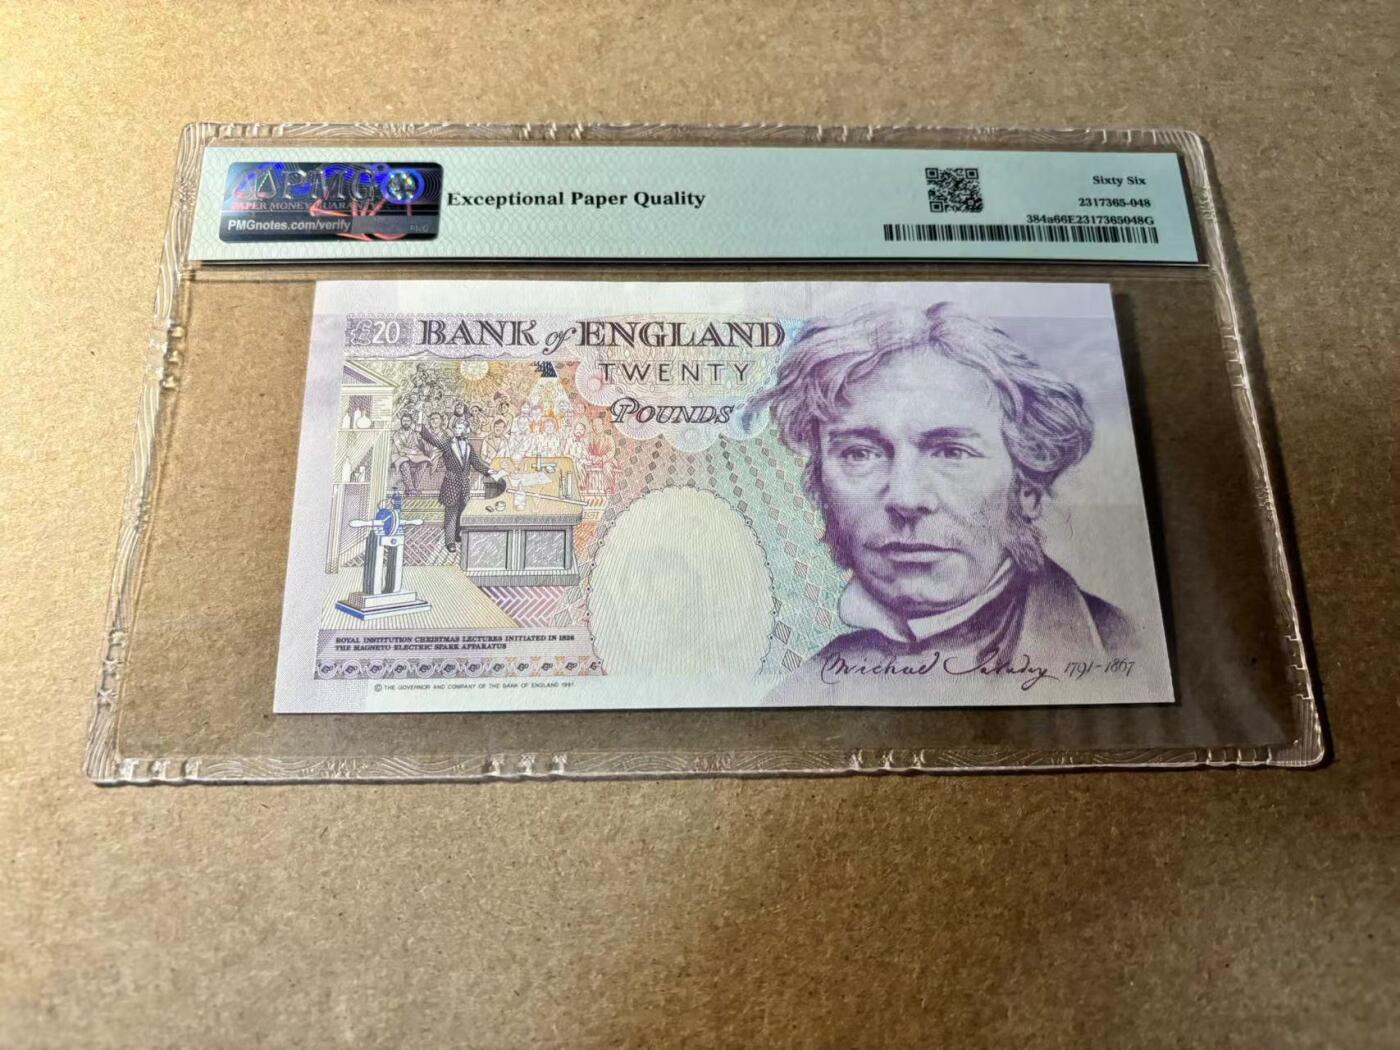 PMG
PAPER MONEY GUARAN
PMGnotes.com/verify
Exceptional Paper Quality
Sixty Six
2317365-048
384a66E2317365048G
£20 BANK of ENGLAND
TWENTY
POUNDS
ROYAL INSTITUTION CHRISTMAS LECTURES INITIATED IN 1826
THE MAGNETO ELECTRIC SPARK APPARATUS
© THE GOVERNOR AND COMPANY OF THE BANK OF ENGLAND 1991
Michael Faraday 1791-1867